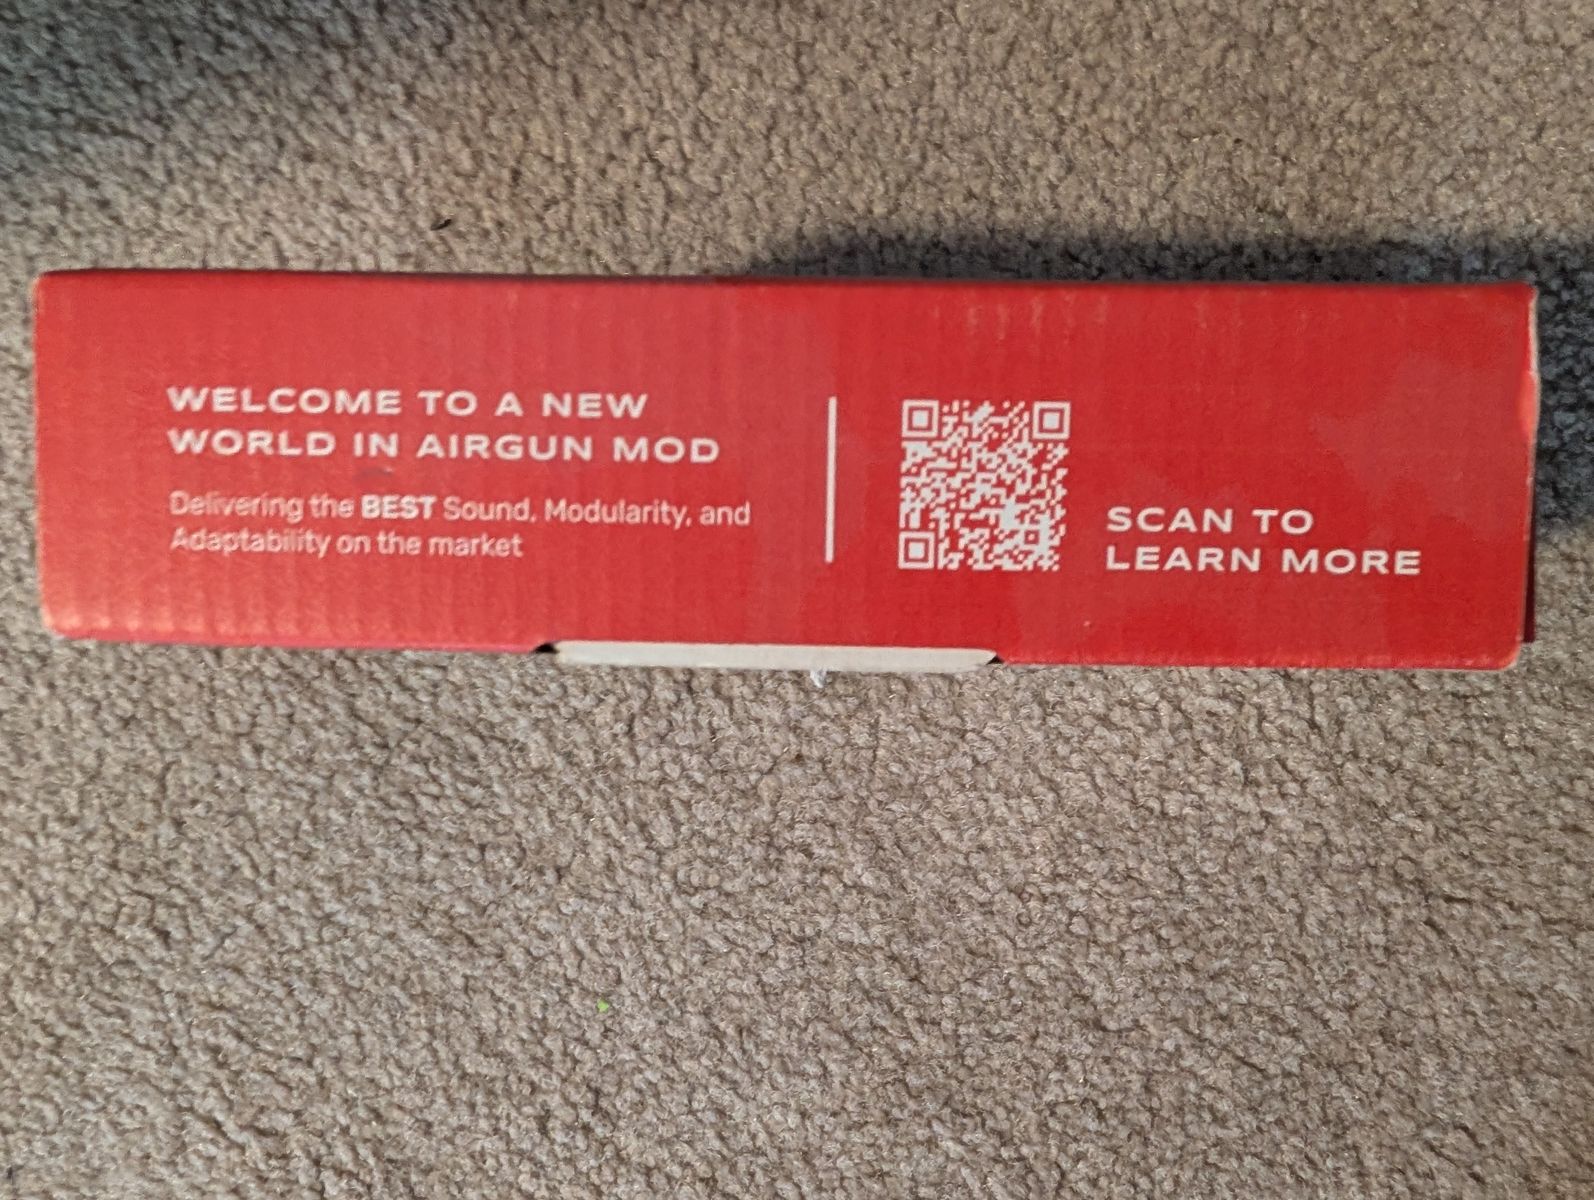 WELCOME TO A NEW
WORLD IN AIRGUN MOD
Delivering the BEST Sound, Modularity, and
Adaptability on the market
SCAN TO
LEARN MORE